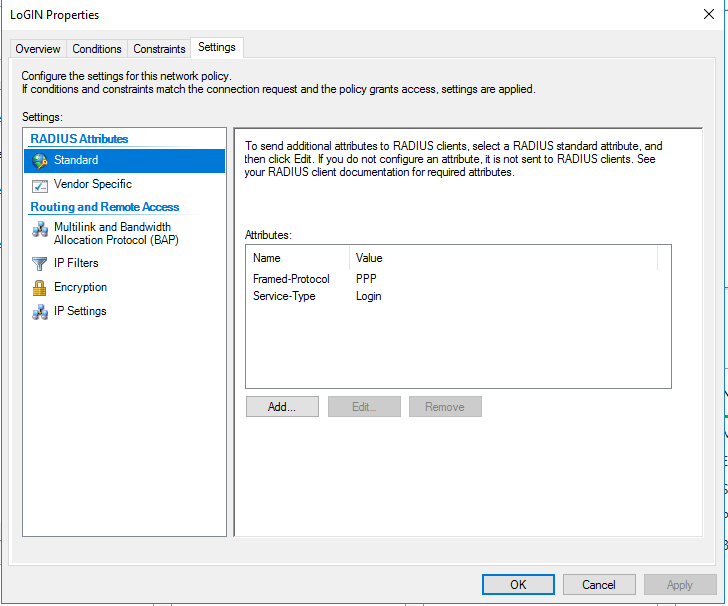 LoGIN Properties
Overview Conditions Constraints Settings
Configure the settings for this network policy.
If conditions and constraints match the connection request and the policy grants access, settings are applied.
Settings:
RADIUS Attributes
Standard
Vendor Specific
Routing and Remote Access
Multilink and Bandwidth
Allocation Protocol (BAP)
IP Filters
Encryption
IP Settings
To send additional attributes to RADIUS clients, select a RADIUS standard attribute, and
then click Edit. If you do not configure an attribute, it is not sent to RADIUS clients. See
your RADIUS client documentation for required attributes.
Attributes:
Name Value
Framed-Protocol PPP
Service-Type Login
Add... Edit... Remove
OK Cancel Apply